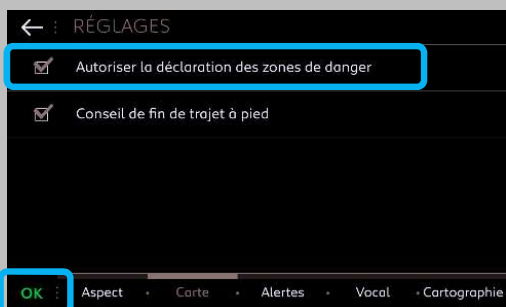 RÉGLAGES
Autoriser la déclaration des zones de danger
Conseil de fin de trajet à pied
OK Aspect • Carte • Alertes • Vocal • Cartographie